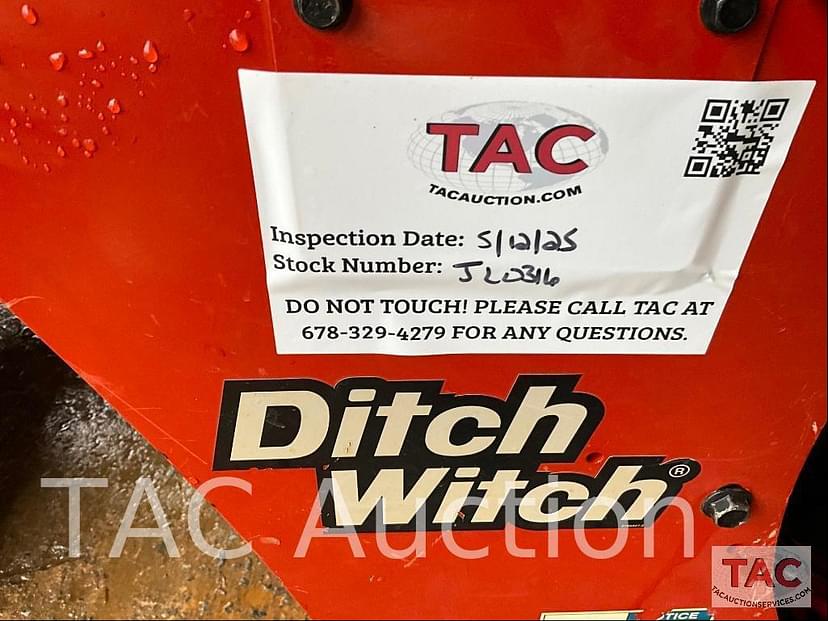 TAC
TACAUCTION.COM
Inspection Date: 5/12/25
Stock Number: JL0316
DO NOT TOUCH! PLEASE CALL TAC AT
678-329-4279 FOR ANY QUESTIONS.
Ditch
Witch®
TAC Auction
TAC
TACAUCTIONSERVICES.COM
NOTICE